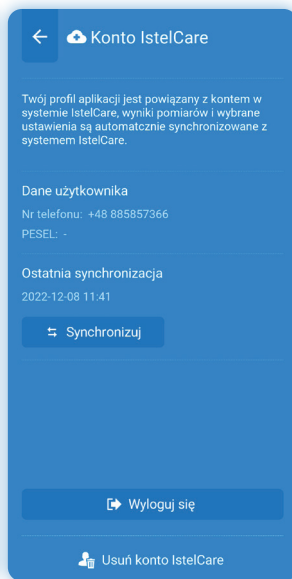 Konto IstelCare
Twój profil aplikacji jest powiązany z kontem w
systemie IstelCare, wyniki pomiarów i wybrane
ustawienia są automatcznie synchronizowane z
systemem IstelCare.
Dane użytkownika
Nr telefonu: +48 885857366
PESEL: -
Ostatnia synchronizacja
2022-12-08 11:41
Synchronizuj
Wyloguj się
Usuń konto IstelCare